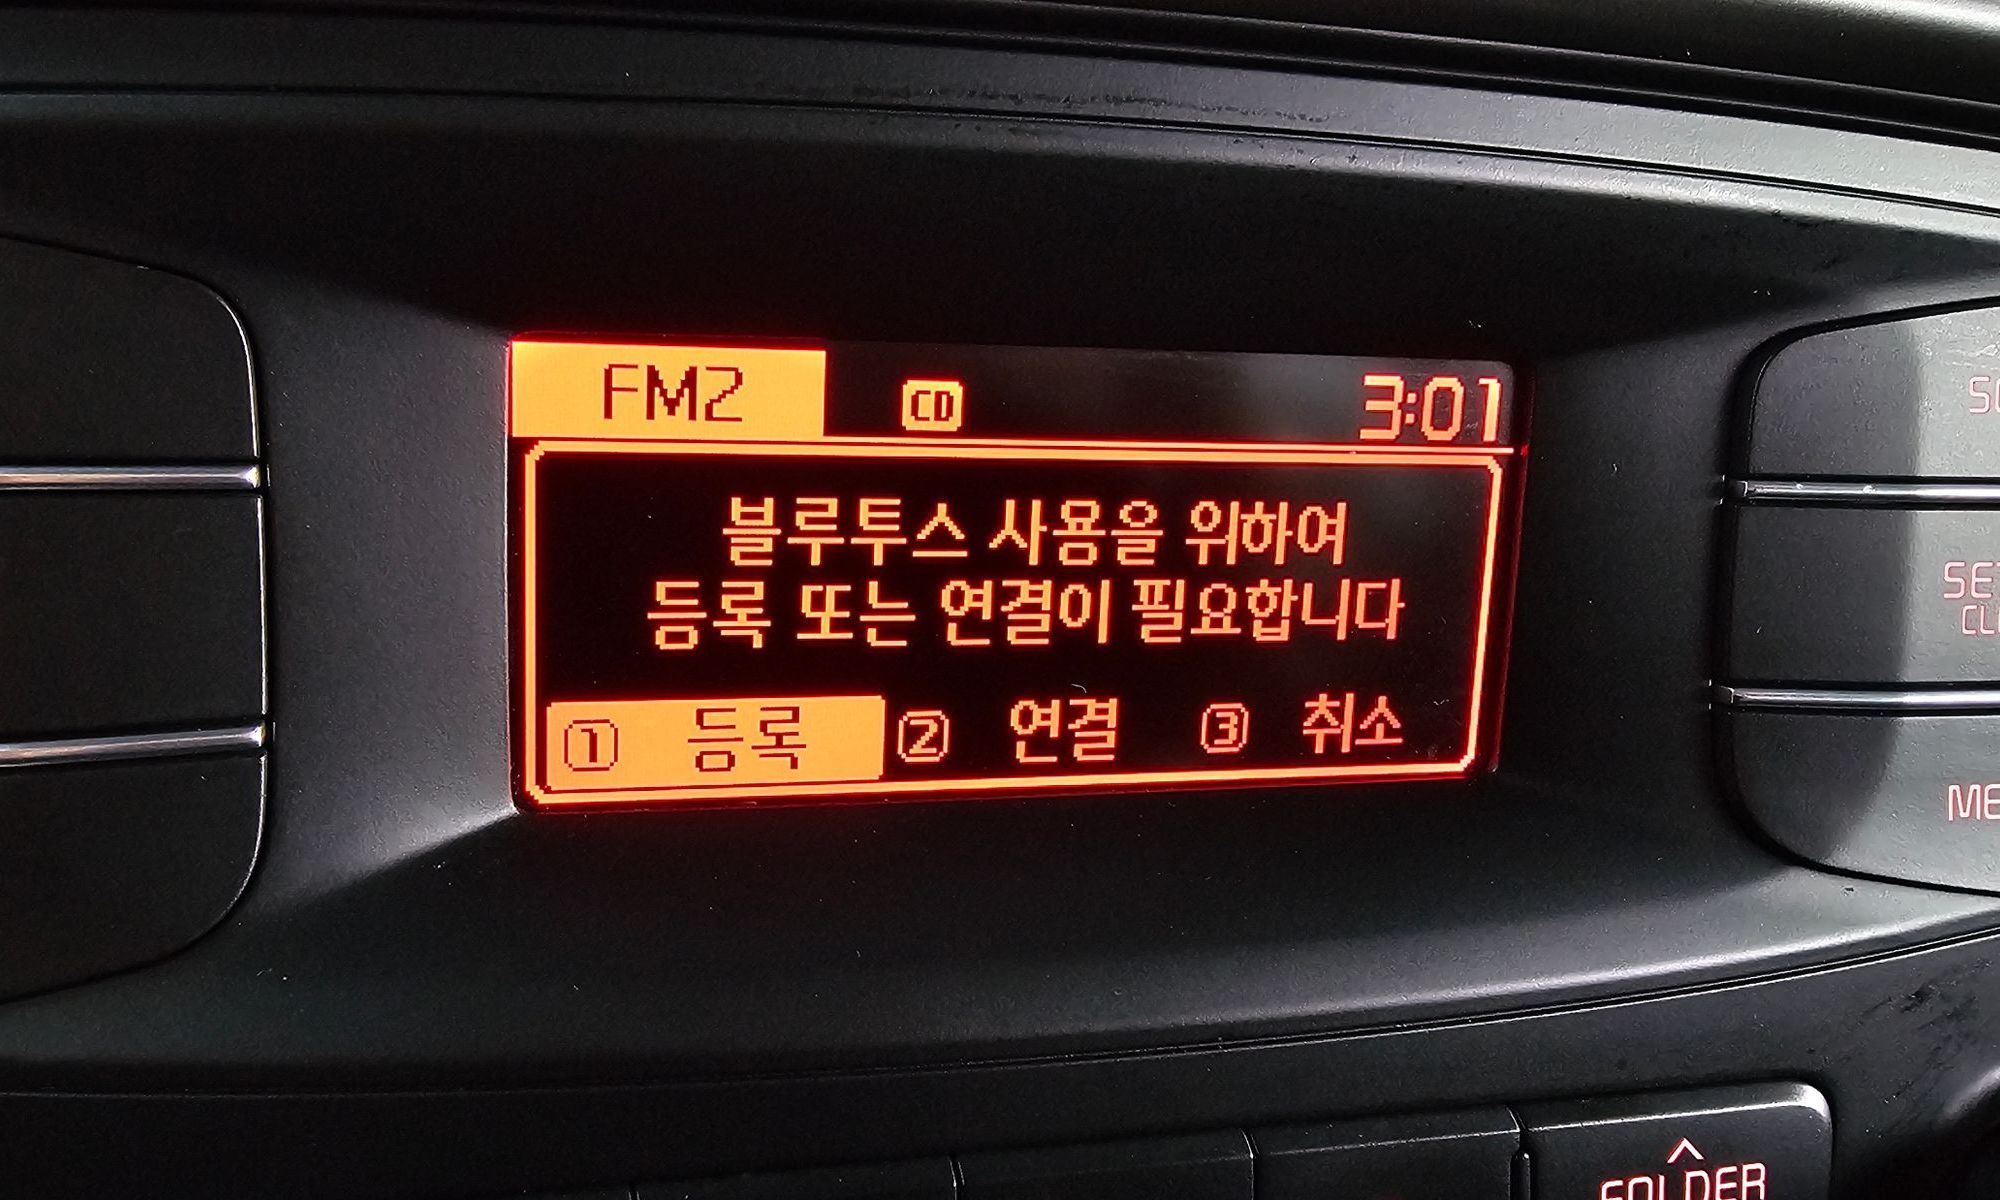 FM2 CD 3:01
블루투스 사용을 위하여
등록 또는 연결이 필요합니다
1 등록 2 연결 3 취소
FOLDER